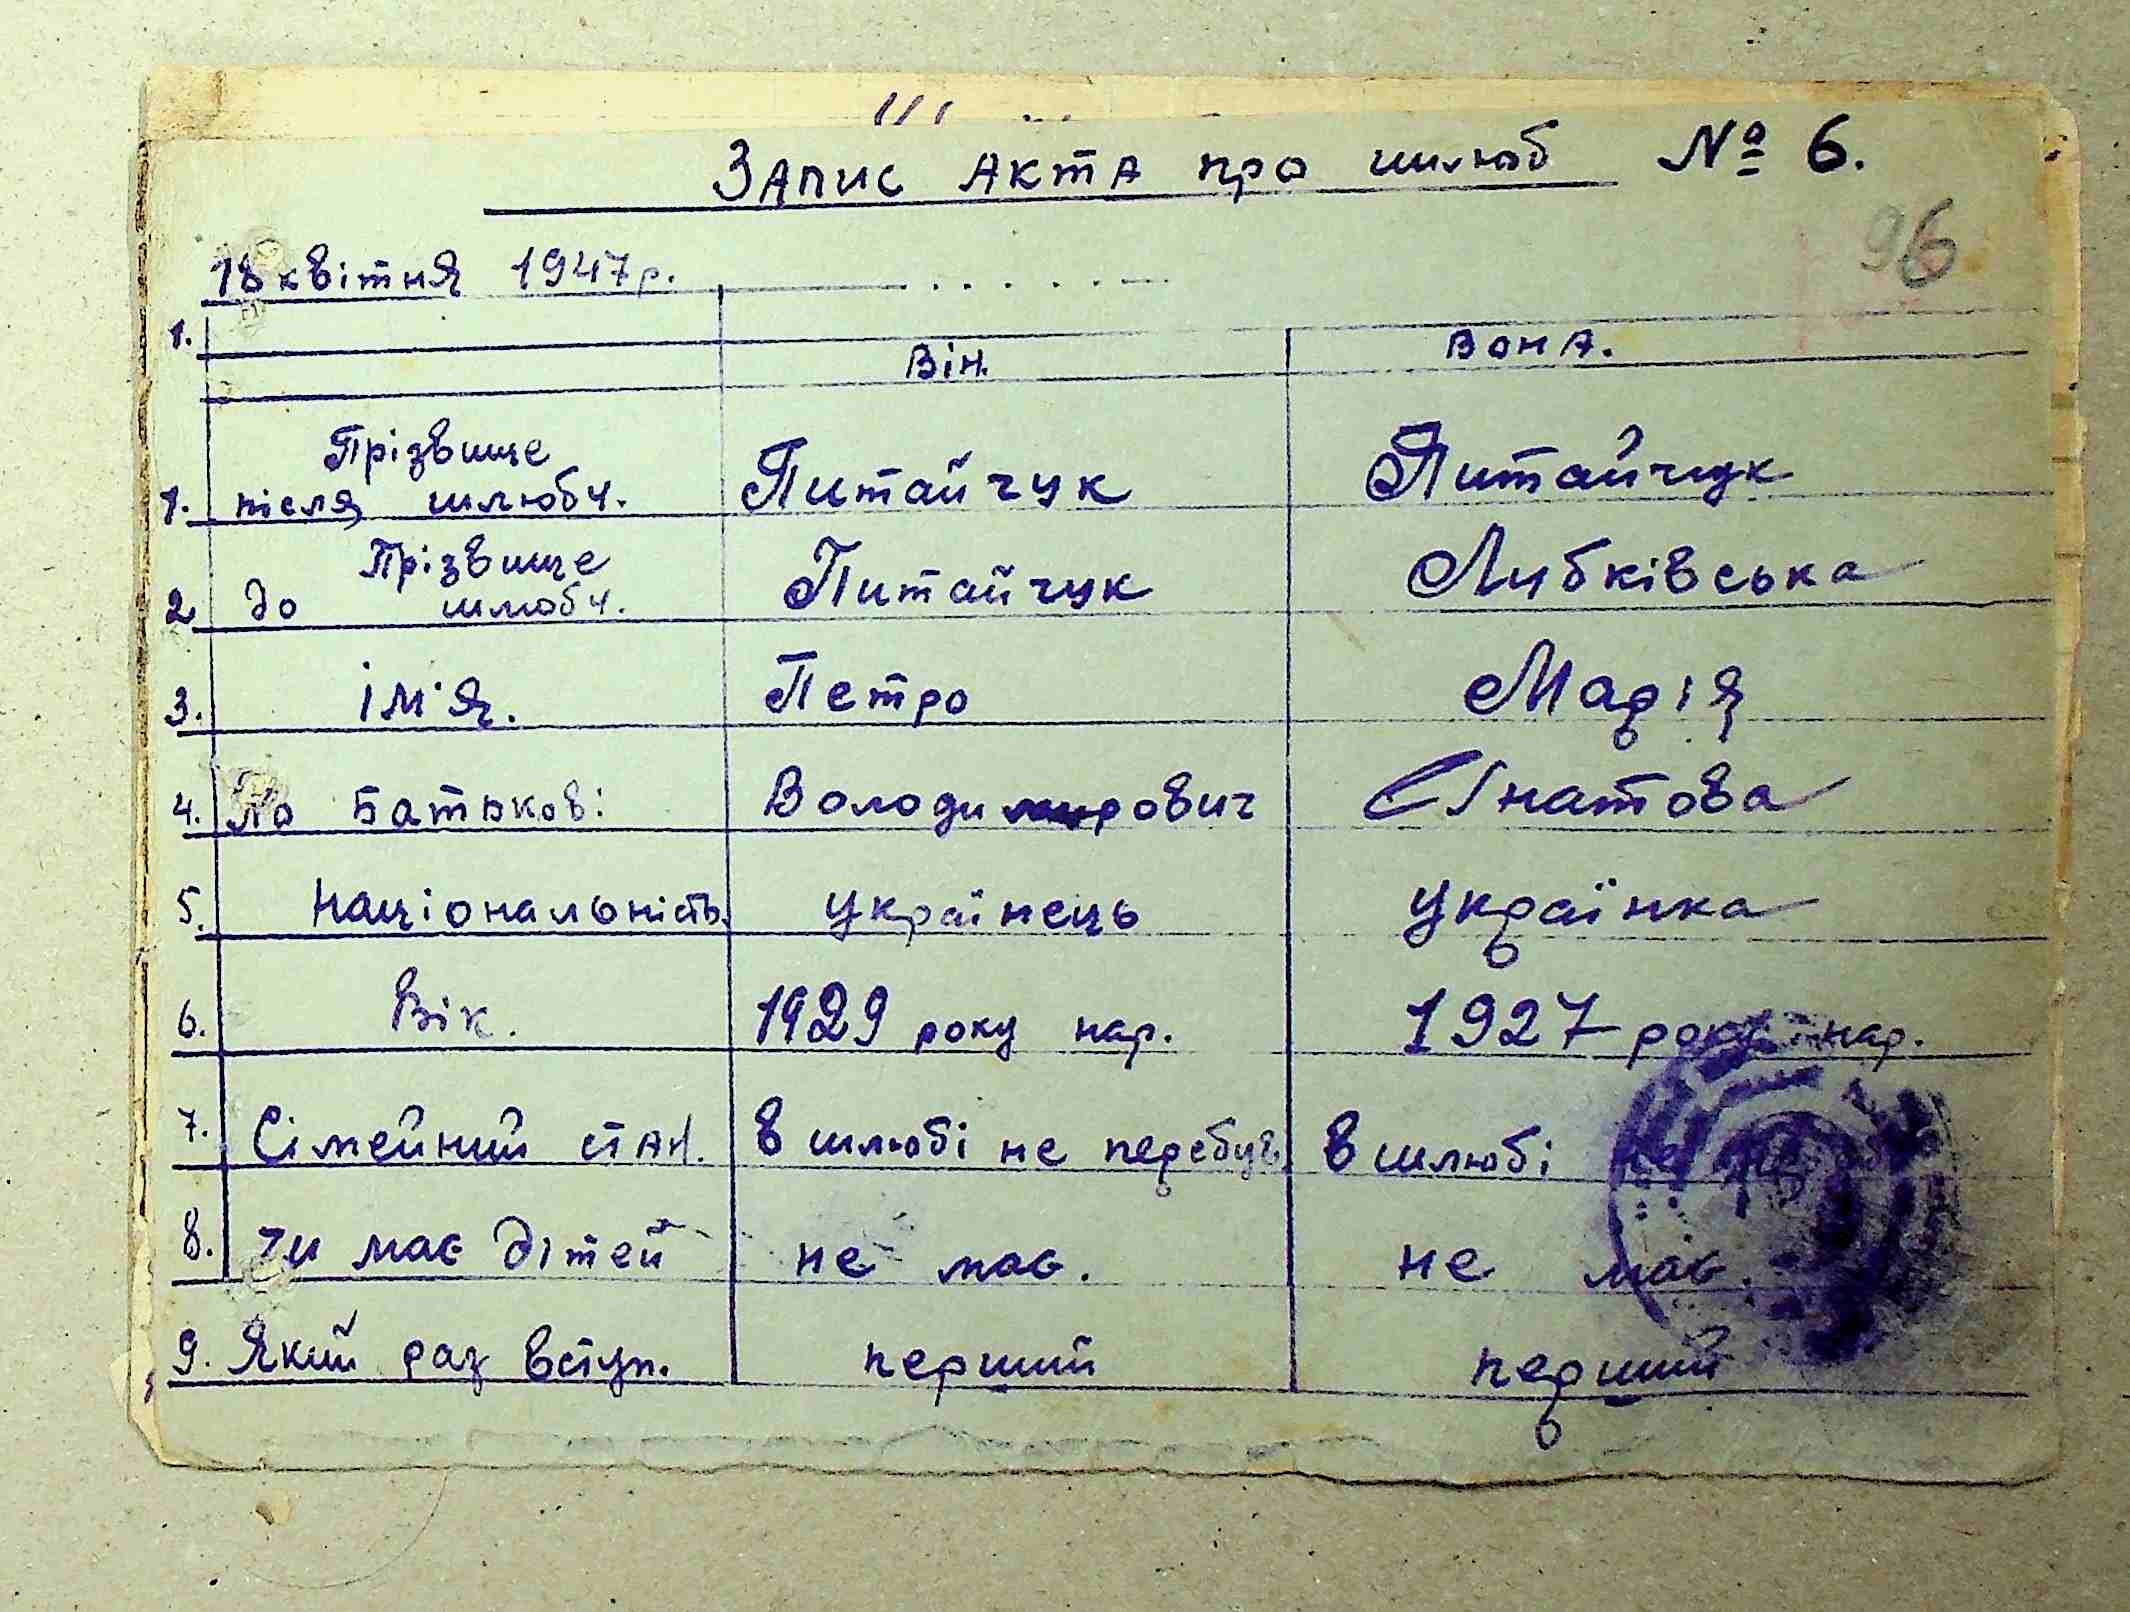 Запис Акта про шлюб № 6.
96
18 квітня 1947 р.
1.
Він. Вона.
Прізвище
1. після шлюбу. Питайчук Питайчук
Прізвище
2 до шлюбу. Питайчук Лубківська
3. ім'я. Петро Марія
4. По Батькові Володимирович Гнатова
5. Національність. українець українка
6. Вік. 1929 року нар. 1927 року нар.
7. Сімейний стан. в шлюбі не перебув. в шлюбі не
8. Чи має дітей не має. не має.
9. Який раз вступ. перший перший